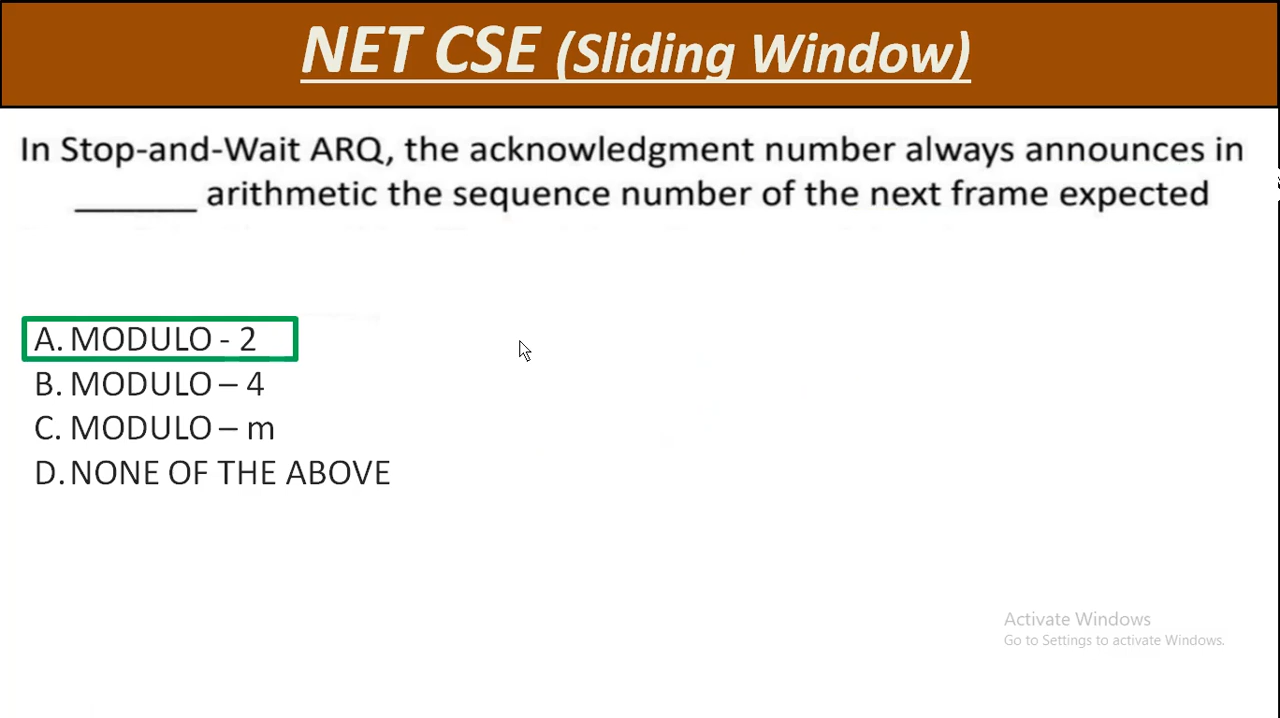 NET CSE (Sliding Window)
In Stop-and-Wait ARQ, the acknowledgment number always announces in
______ arithmetic the sequence number of the next frame expected
A. MODULO - 2
B. MODULO – 4
C. MODULO – m
D. NONE OF THE ABOVE
Activate Windows
Go to Settings to activate Windows.